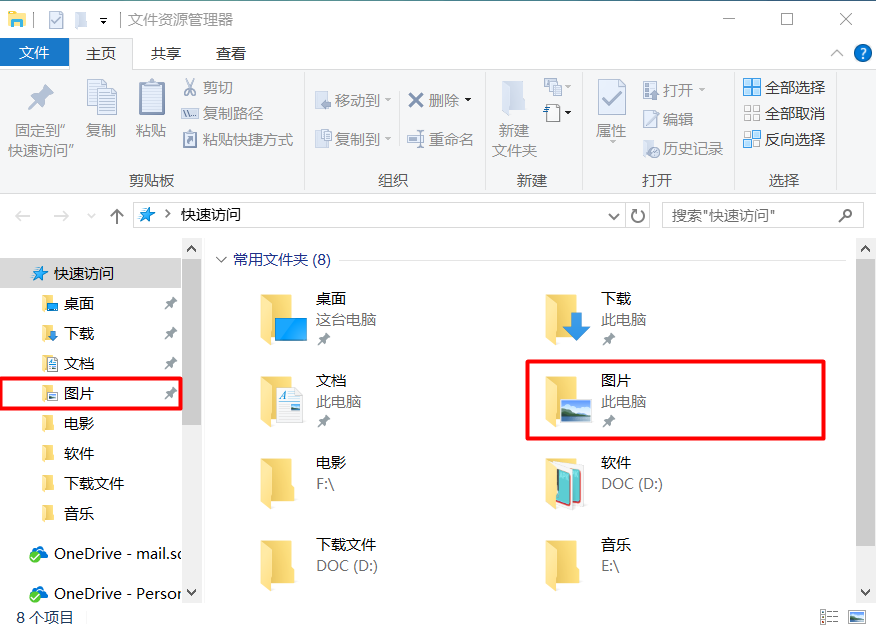 文件资源管理器
文件 主页 共享 查看
固定到"快速访问"
复制
粘贴
剪切
复制路径
粘贴快捷方式
剪贴板
移动到
复制到
删除
重命名
组织
新建文件夹
新建
属性
打开
编辑
历史记录
打开
全部选择
全部取消
反向选择
选择
快速访问
搜索"快速访问"
快速访问
桌面
下载
文档
图片
电影
软件
下载文件
音乐
OneDrive - mail.sc
OneDrive - Person
常用文件夹 (8)
桌面
这台电脑
下载
此电脑
文档
此电脑
图片
此电脑
电影
F:\
软件
DOC (D:)
下载文件
DOC (D:)
音乐
E:\
8 个项目